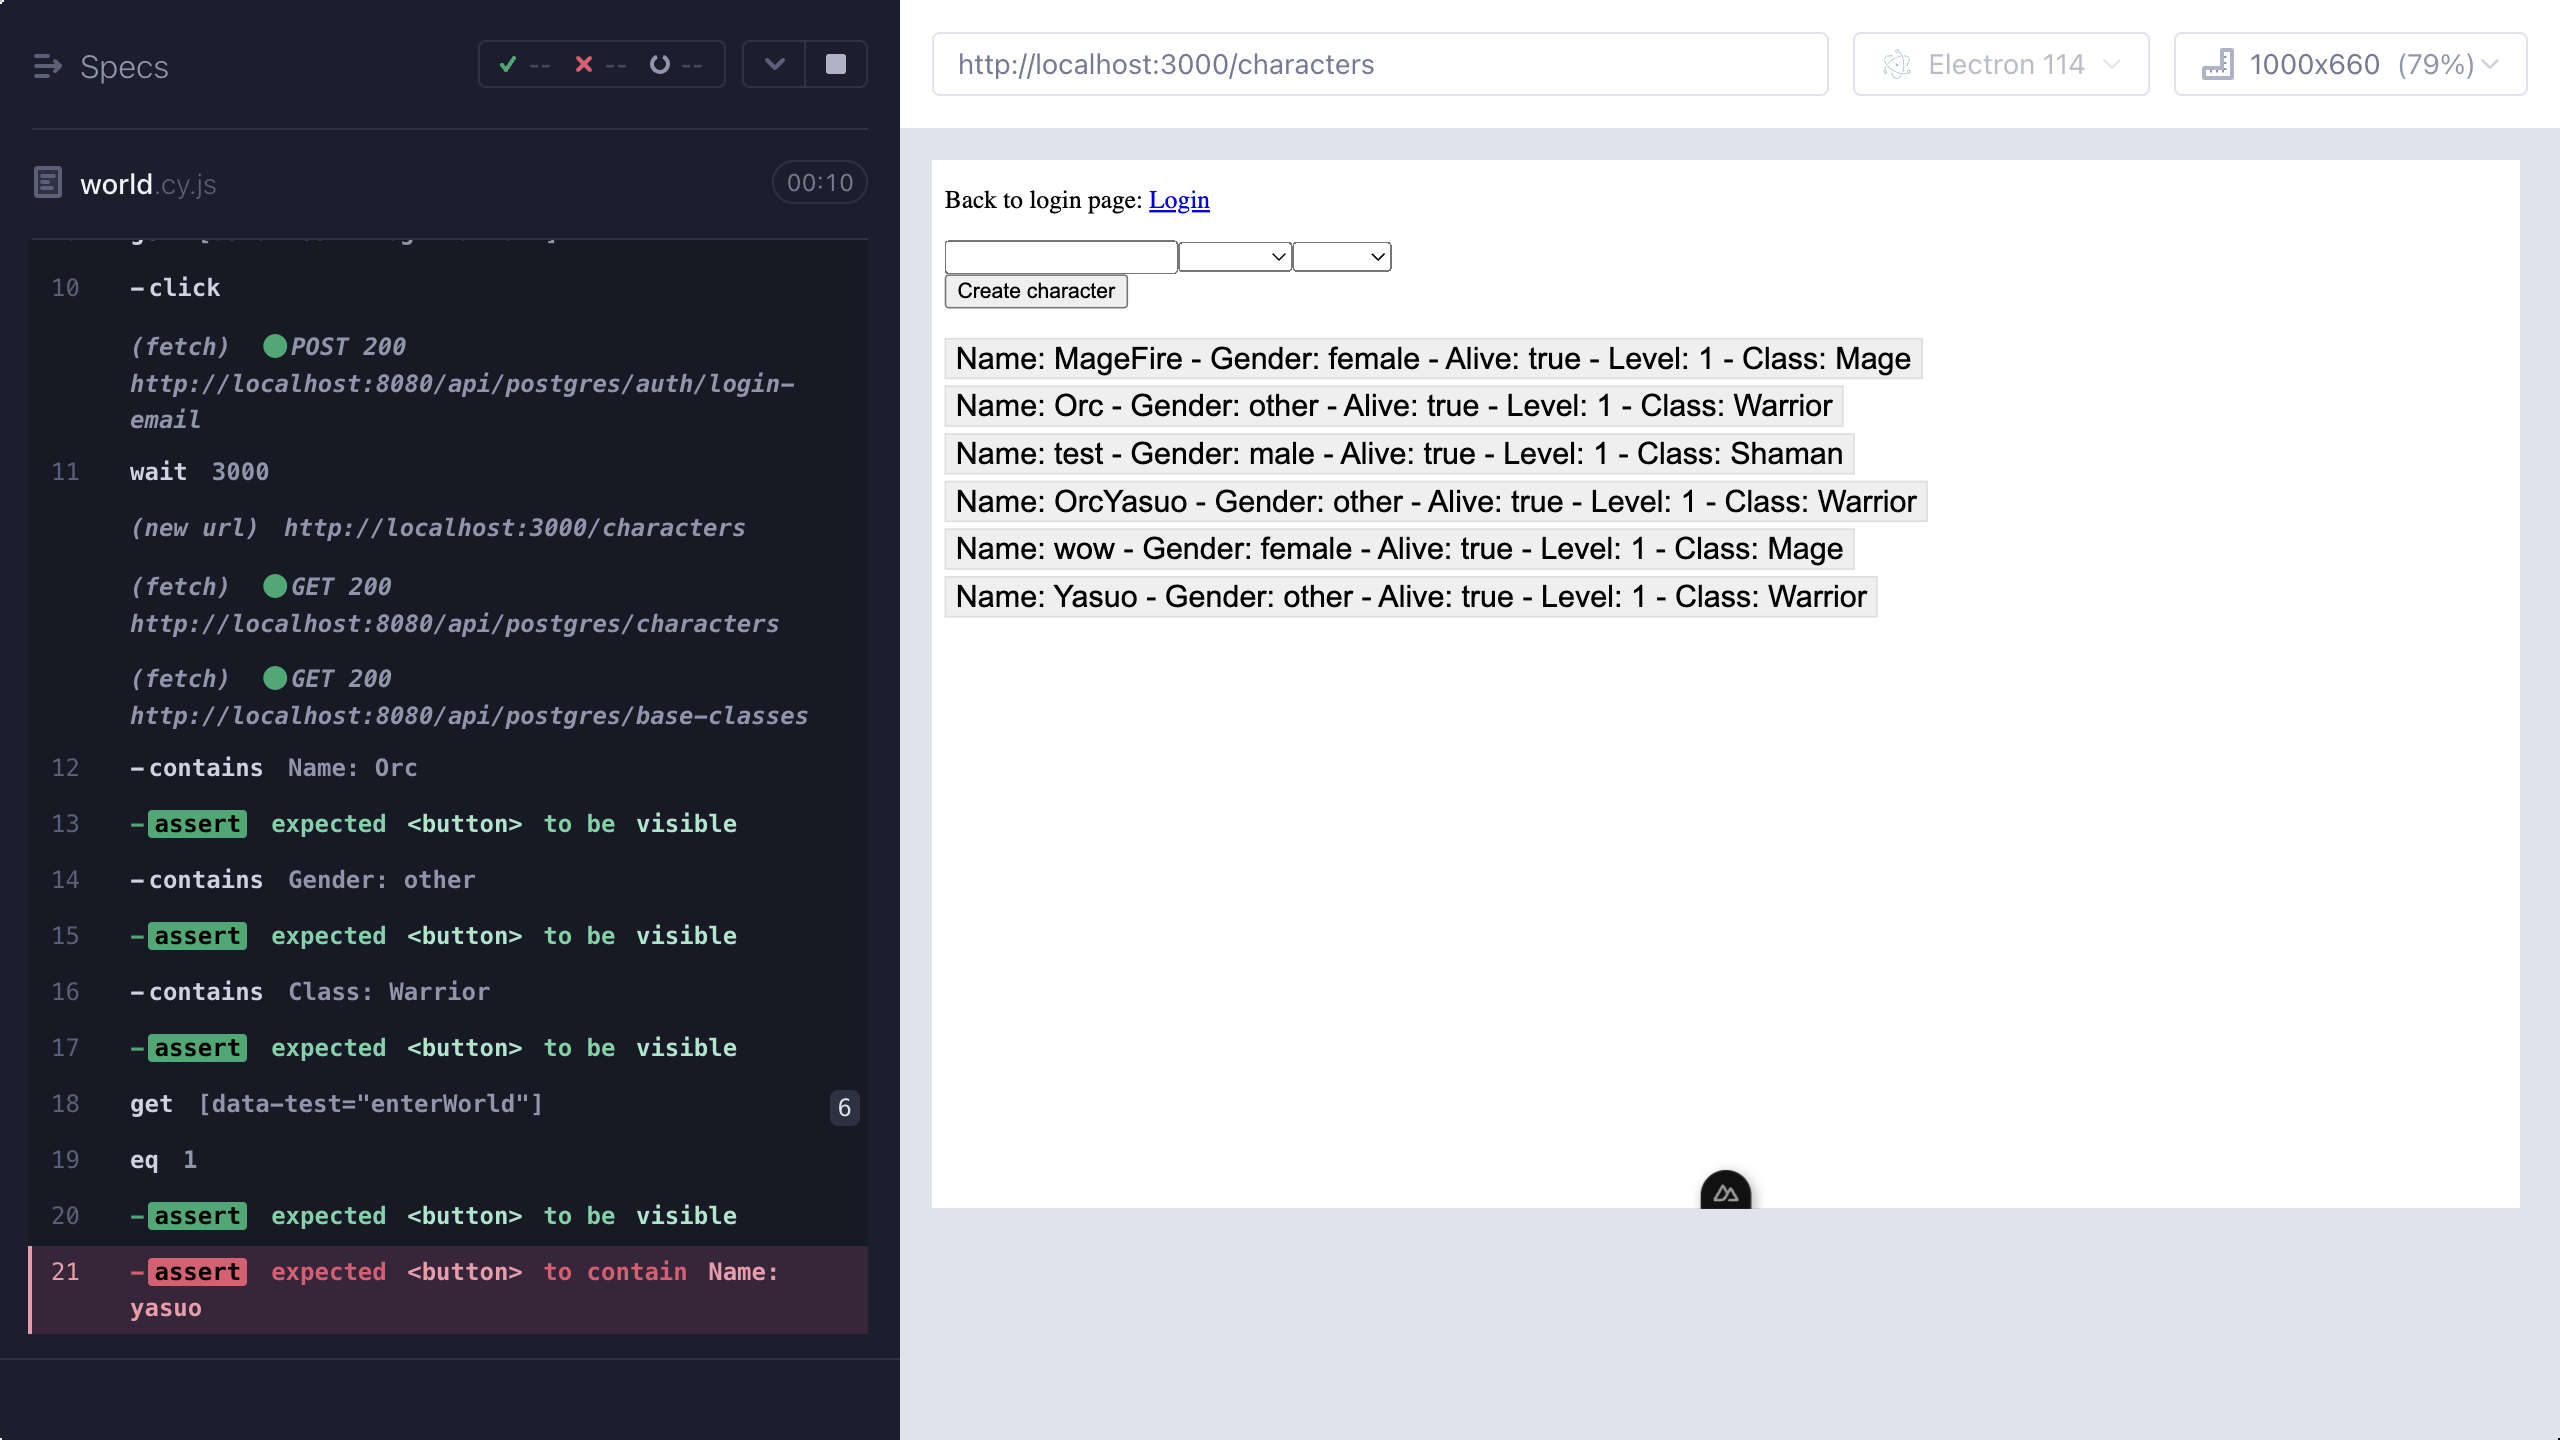 Specs
-- -- --
world.cy.js
00:10
10 -click
(fetch) POST 200
http://localhost:8080/api/postgres/auth/login-
email
11 wait 3000
(new url) http://localhost:3000/characters
(fetch) GET 200
http://localhost:8080/api/postgres/characters
(fetch) GET 200
http://localhost:8080/api/postgres/base-classes
12 -contains Name: Orc
13 -assert expected <button> to be visible
14 -contains Gender: other
15 -assert expected <button> to be visible
16 -contains Class: Warrior
17 -assert expected <button> to be visible
18 get [data-test="enterWorld"] 6
19 eq 1
20 -assert expected <button> to be visible
21 -assert expected <button> to contain Name:
yasuo
http://localhost:3000/characters
Electron 114
1000x660 (79%)
Back to login page: Login
Create character
Name: MageFire - Gender: female - Alive: true - Level: 1 - Class: Mage
Name: Orc - Gender: other - Alive: true - Level: 1 - Class: Warrior
Name: test - Gender: male - Alive: true - Level: 1 - Class: Shaman
Name: OrcYasuo - Gender: other - Alive: true - Level: 1 - Class: Warrior
Name: wow - Gender: female - Alive: true - Level: 1 - Class: Mage
Name: Yasuo - Gender: other - Alive: true - Level: 1 - Class: Warrior